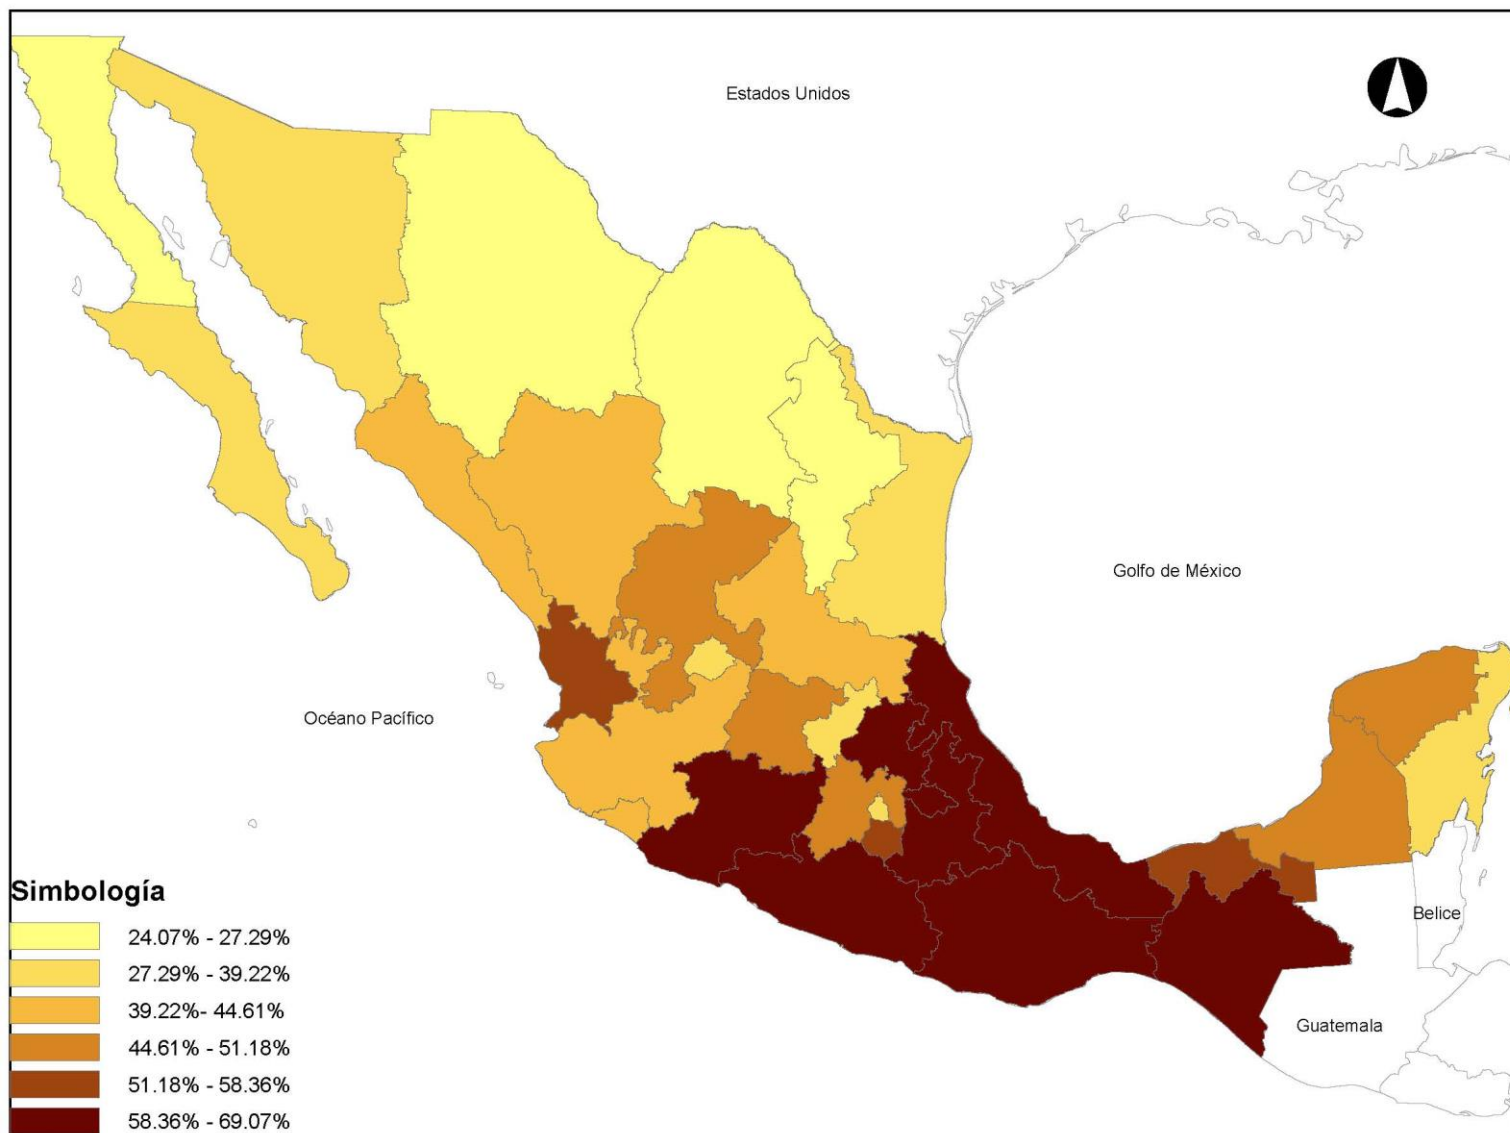 Estados Unidos
Golfo de México
Océano Pacífico
Simbología
24.07% - 27.29%
27.29% - 39.22%
39.22%- 44.61%
44.61% - 51.18%
51.18% - 58.36%
58.36% - 69.07%
Belice
Guatemala